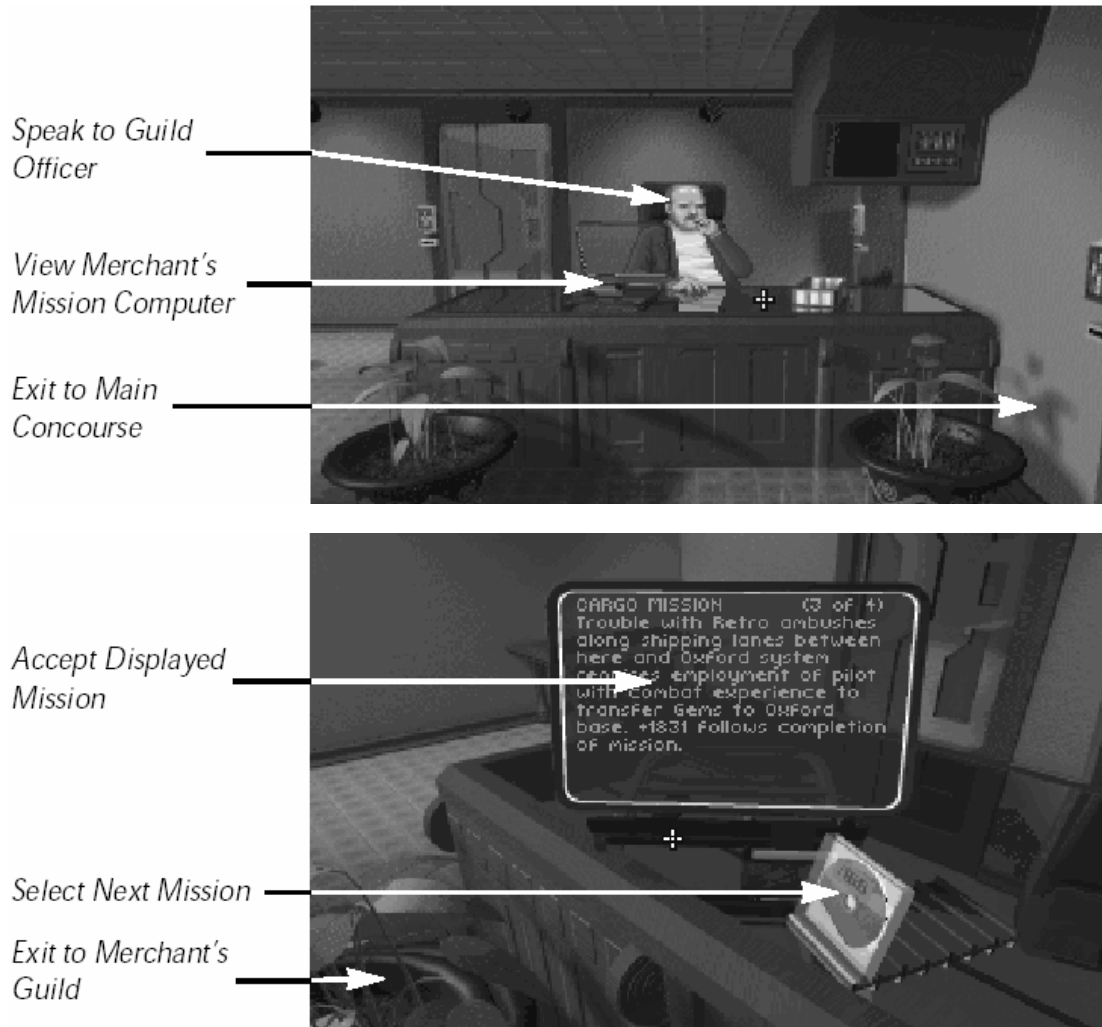 Speak to Guild
Officer
View Merchant's
Mission Computer
Exit to Main
Concourse
Accept Displayed
Mission
CARGO MISSION (3 of 4)
Trouble with Retro ambushes
along shipping lanes between
here and Oxford system
requires employment of pilot
with combat experience to
transfer Gems to Oxford
base. +1831 follows completion
of mission.
Select Next Mission
Exit to Merchant's
Guild